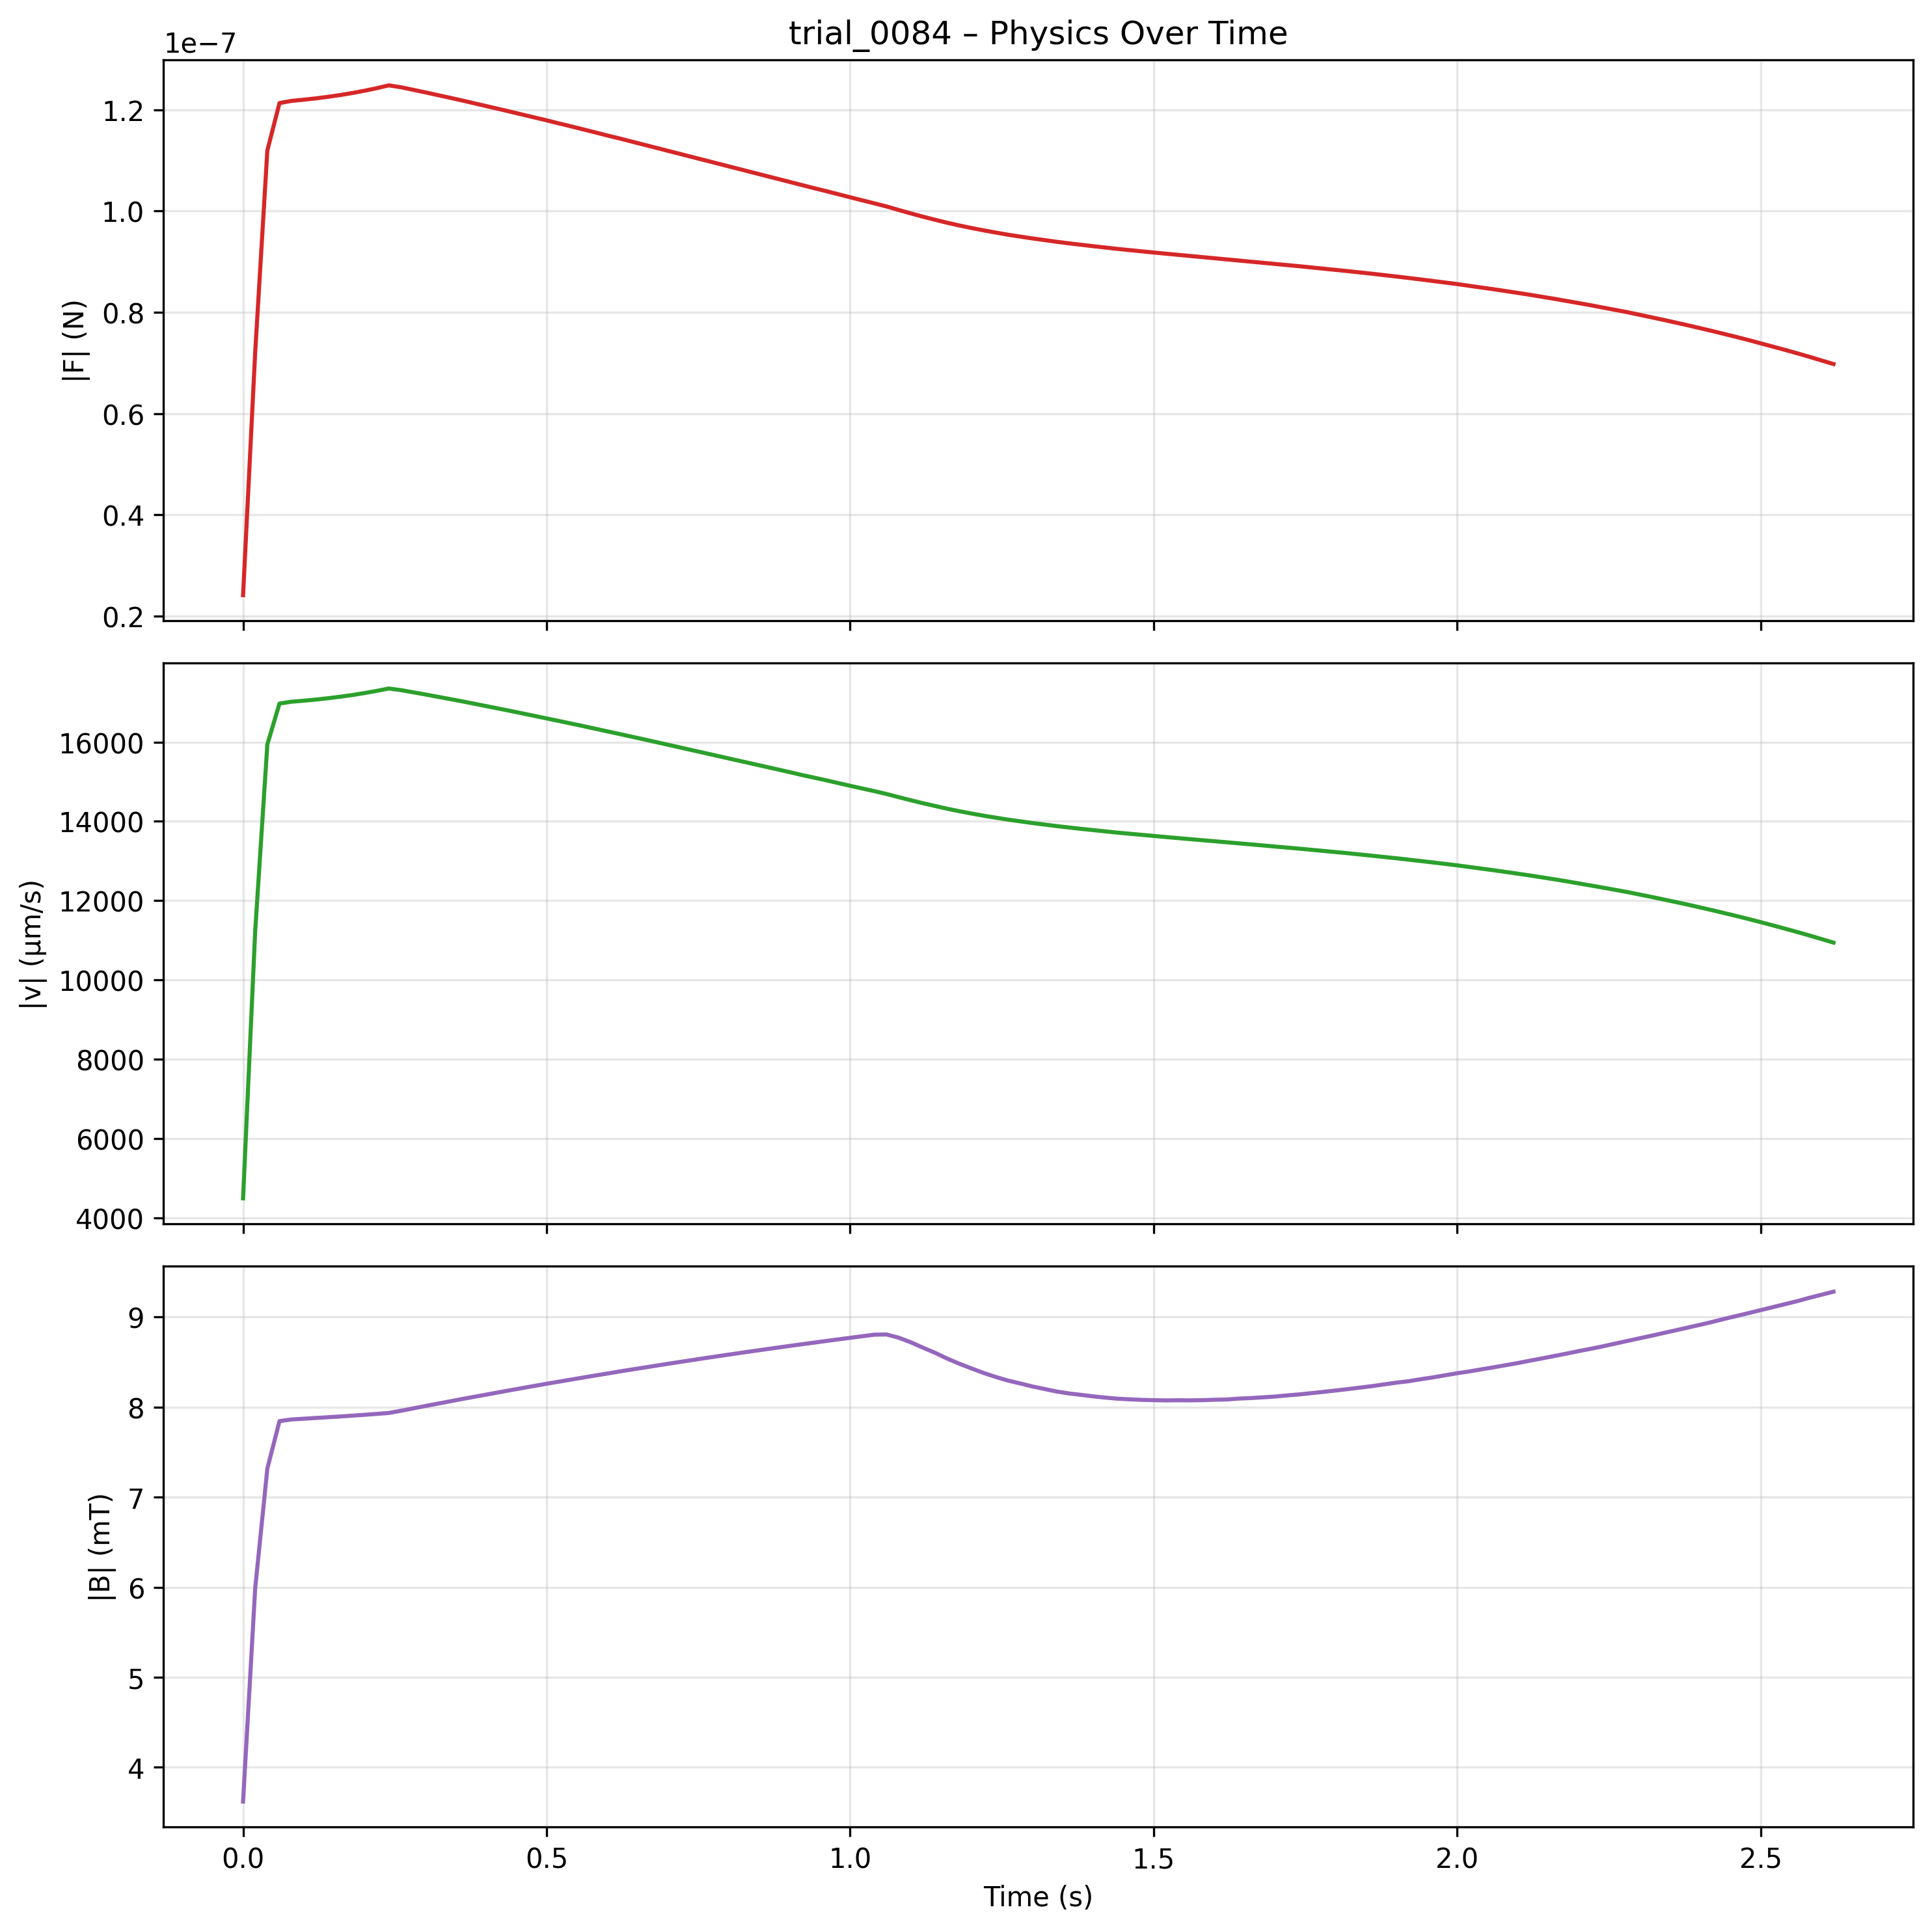 trial_0084 – Physics Over Time
1e−7
1.2
1.0
0.8
0.6
0.4
0.2
|F| (N)
16000
14000
12000
10000
8000
6000
4000
|v| (μm/s)
9
8
7
6
5
4
|B| (mT)
0.0 0.5 1.0 1.5 2.0 2.5
Time (s)